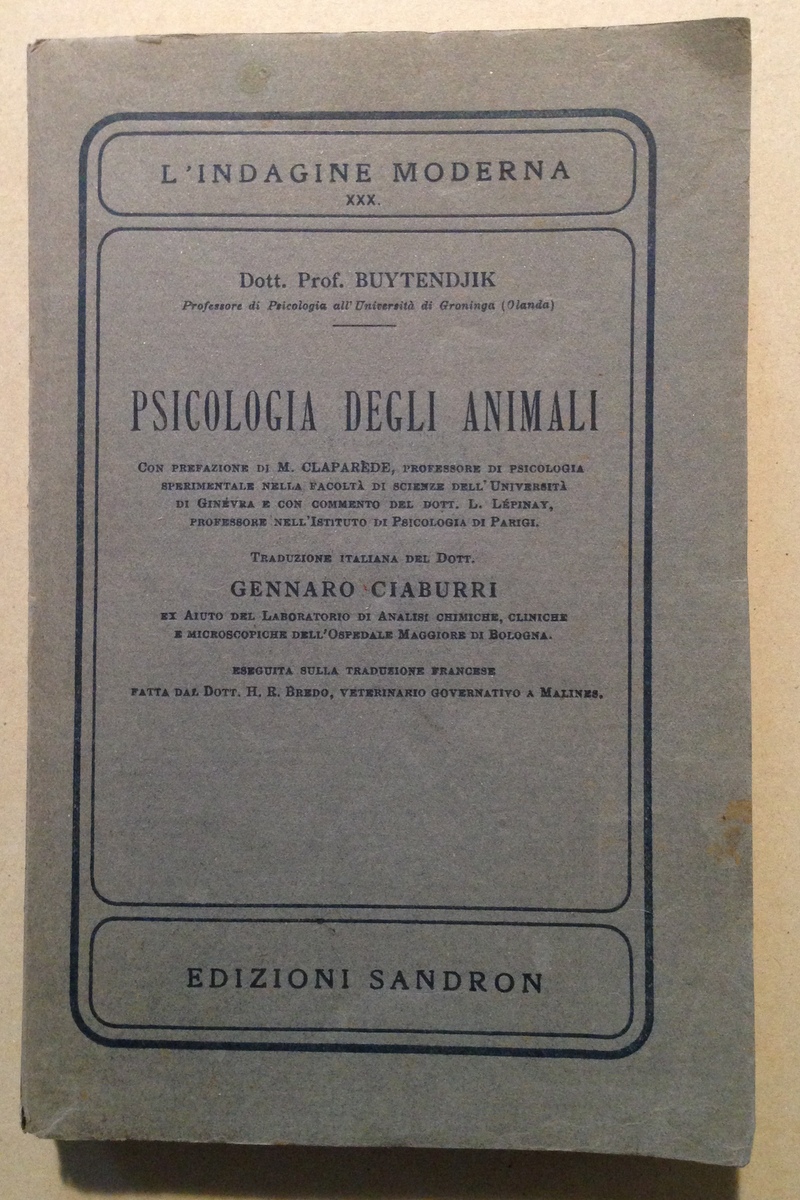 L'INDAGINE MODERNA
XXX.
Dott. Prof. BUYTENDJIK
Professore di Psicologia all'Università di Groninga (Olanda)
PSICOLOGIA DEGLI ANIMALI
Con prefazione di M. CLAPARÈDE, professore di psicologia
sperimentale nella facoltà di scienze dell'Università
di Ginévra e con commento del dott. L. Lépinay,
professore nell'Istituto di Psicologia di Parigi.
Traduzione italiana del Dott.
GENNARO CIABURRI
ex Aiuto del Laboratorio di Analisi chimiche, cliniche
e microscopiche dell'Ospedale Maggiore di Bologna.
eseguita sulla traduzione francese
fatta dal Dott. H. R. Bredo, veterinario governativo a Malines.
EDIZIONI SANDRON